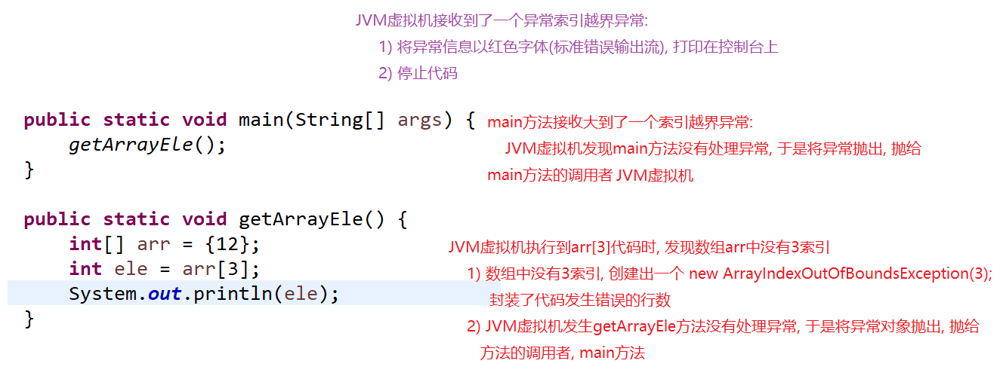 JVM虚拟机接收到了一个异常索引越界异常:
1) 将异常信息以红色字体(标准错误输出流), 打印在控制台上
2) 停止代码
public static void main(String[] args) {
getArrayEle();
}
main方法接收大到了一个索引越界异常:
JVM虚拟机发现main方法没有处理异常, 于是将异常抛出, 抛给
main方法的调用者 JVM虚拟机
public static void getArrayEle() {
int[] arr = {12};
int ele = arr[3];
System.out.println(ele);
}
JVM虚拟机执行到arr[3]代码时, 发现数组arr中没有3索引
1) 数组中没有3索引, 创建出一个 new ArrayIndexOutOfBoundsException(3);
封装了代码发生错误的行数
2) JVM虚拟机发生getArrayEle方法没有处理异常, 于是将异常对象抛出, 抛给
方法的调用者, main方法